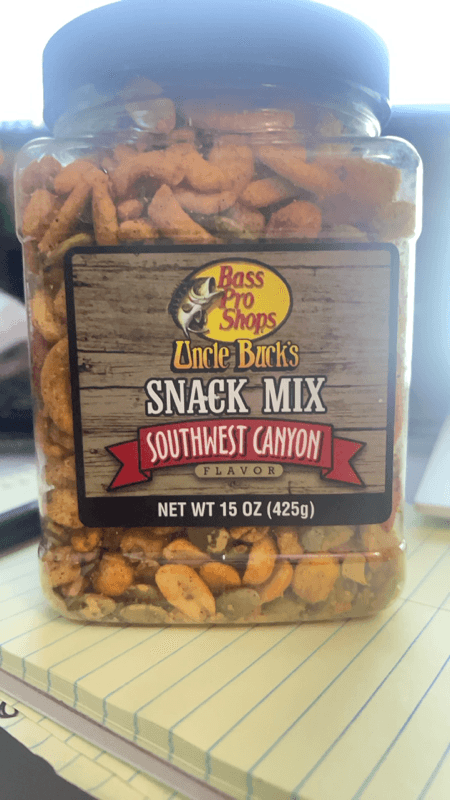 Bass
Pro
Shops
Uncle Buck's
SNACK MIX
SOUTHWEST CANYON
FLAVOR
NET WT 15 OZ (425g)